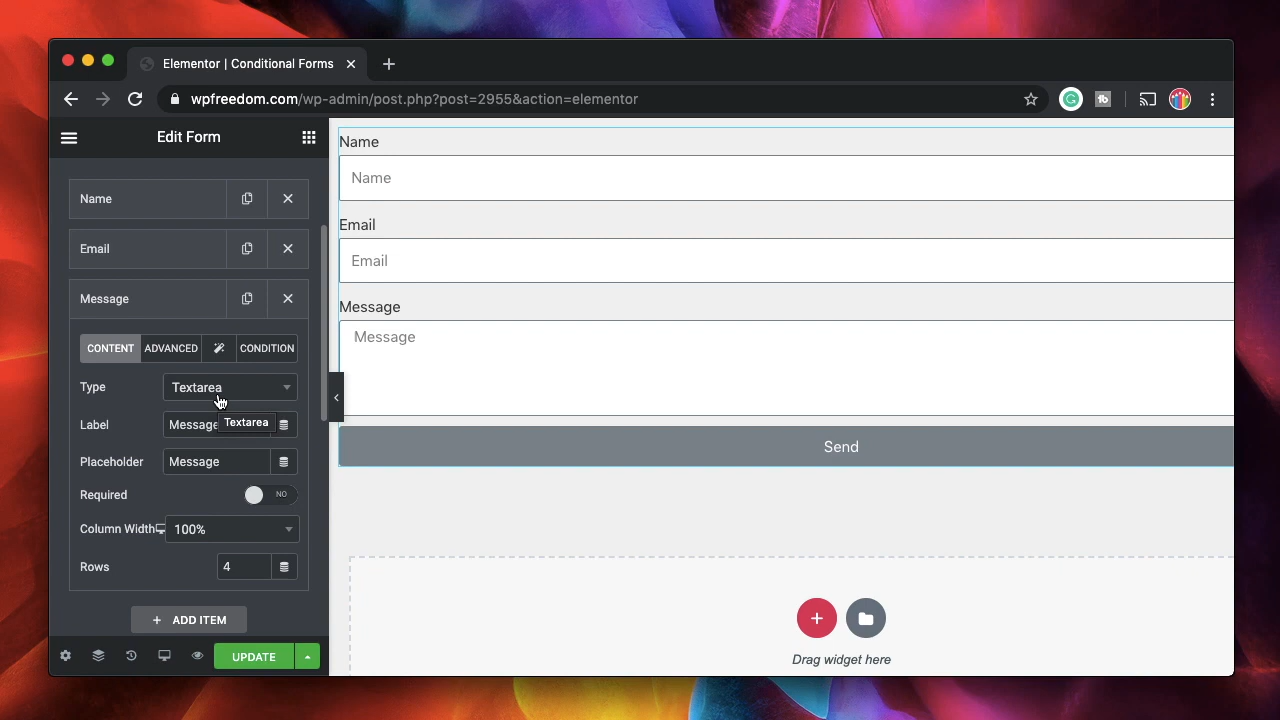 Elementor | Conditional Forms
wpfreedom.com/wp-admin/post.php?post=2955&action=elementor
tb
Edit Form
Name
Email
Message
CONTENT ADVANCED CONDITION
Type Textarea
Label Message
Textarea
Placeholder Message
Required NO
Column Width 100%
Rows 4
+ ADD ITEM
UPDATE
Name
Name
Email
Email
Message
Message
Send
Drag widget here